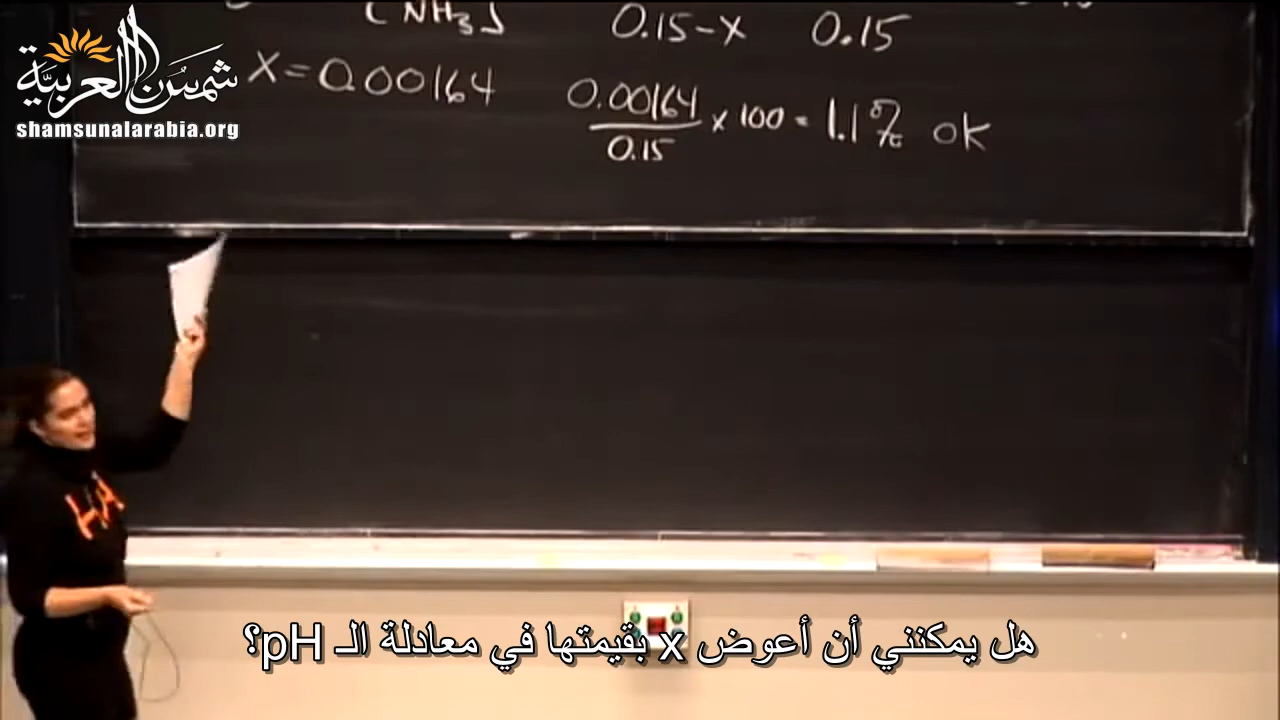 شمس العربية
shamsunalarabia.org
[NH₃] 0.15-x 0.15
x = 0.00164
0.00164
0.15
x 100 = 1.1% ok
HA
هل يمكنني أن أعوض x بقيمتها في معادلة الـ pH؟